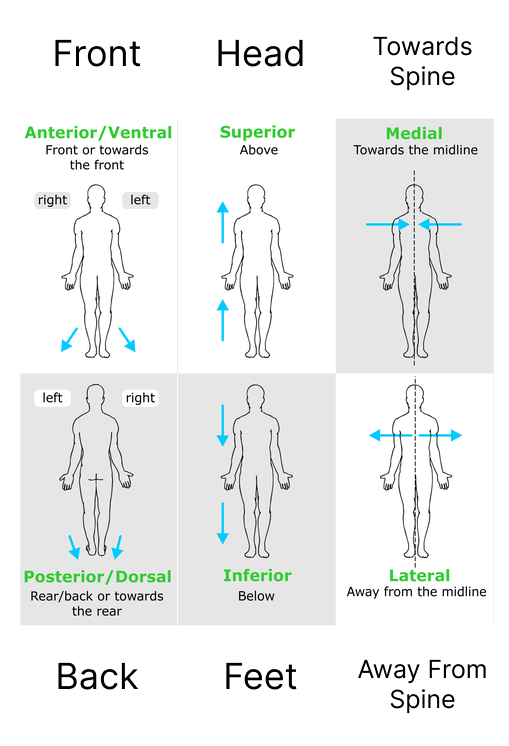 Front
Head
Towards
Spine
Anterior/Ventral
Front or towards
the front
right
left
Superior
Above
Medial
Towards the midline
left
right
Posterior/Dorsal
Rear/back or towards
the rear
Inferior
Below
Lateral
Away from the midline
Back
Feet
Away From
Spine